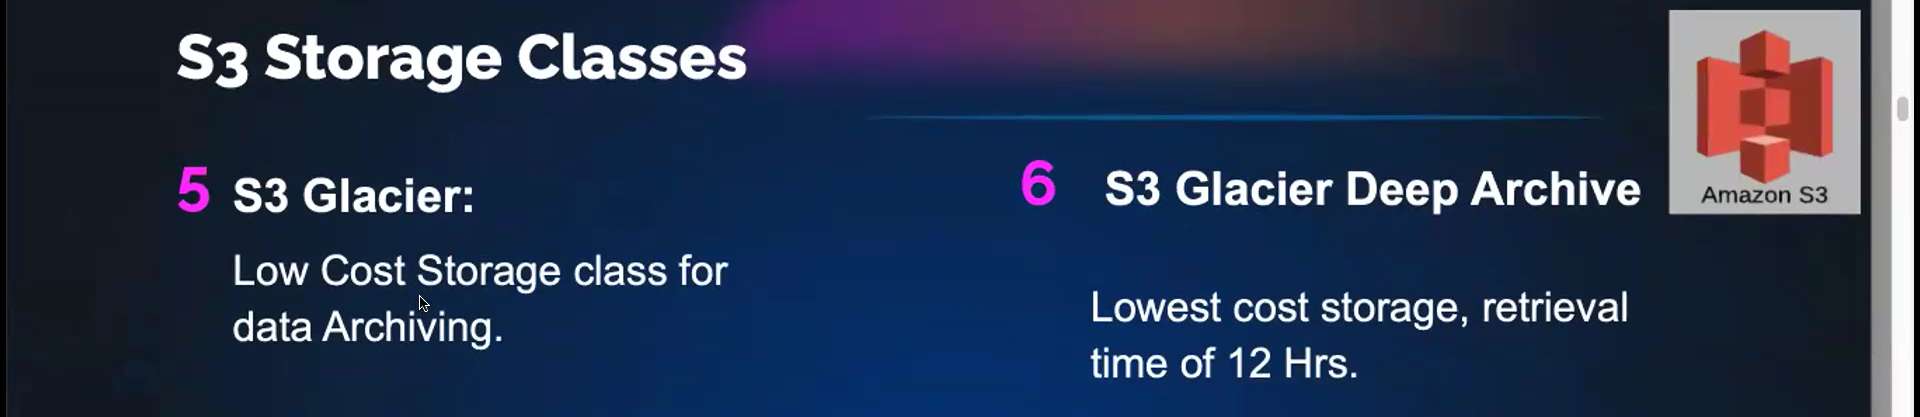 S3 Storage Classes
Amazon S3
5 S3 Glacier:
Low Cost Storage class for
data Archiving.
6 S3 Glacier Deep Archive
Lowest cost storage, retrieval
time of 12 Hrs.